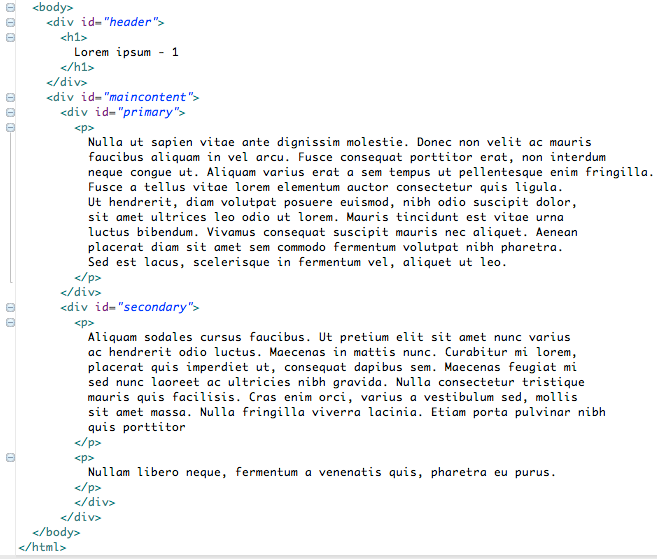 <body>
<div id="header">
<h1>
Lorem ipsum - 1
</h1>
</div>
<div id="maincontent">
<div id="primary">
<p>
Nulla ut sapien vitae ante dignissim molestie. Donec non velit ac mauris
faucibus aliquam in vel arcu. Fusce consequat porttitor erat, non interdum
neque congue ut. Aliquam varius erat a sem tempus ut pellentesque enim fringilla.
Fusce a tellus vitae lorem elementum auctor consectetur quis ligula.
Ut hendrerit, diam volutpat posuere euismod, nibh odio suscipit dolor,
sit amet ultrices leo odio ut lorem. Mauris tincidunt est vitae urna
luctus bibendum. Vivamus consequat suscipit mauris nec aliquet. Aenean
placerat diam sit amet sem commodo fermentum volutpat nibh pharetra.
Sed est lacus, scelerisque in fermentum vel, aliquet ut leo.
</p>
</div>
<div id="secondary">
<p>
Aliquam sodales cursus faucibus. Ut pretium elit sit amet nunc varius
ac hendrerit odio luctus. Maecenas in mattis nunc. Curabitur mi lorem,
placerat quis imperdiet ut, consequat dapibus sem. Maecenas feugiat mi
sed nunc laoreet ac ultricies nibh gravida. Nulla consectetur tristique
mauris quis facilisis. Cras enim orci, varius a vestibulum sed, mollis
sit amet massa. Nulla fringilla viverra lacinia. Etiam porta pulvinar nibh
quis porttitor
</p>
<p>
Nullam libero neque, fermentum a venenatis quis, pharetra eu purus.
</p>
</div>
</div>
</body>
</html>